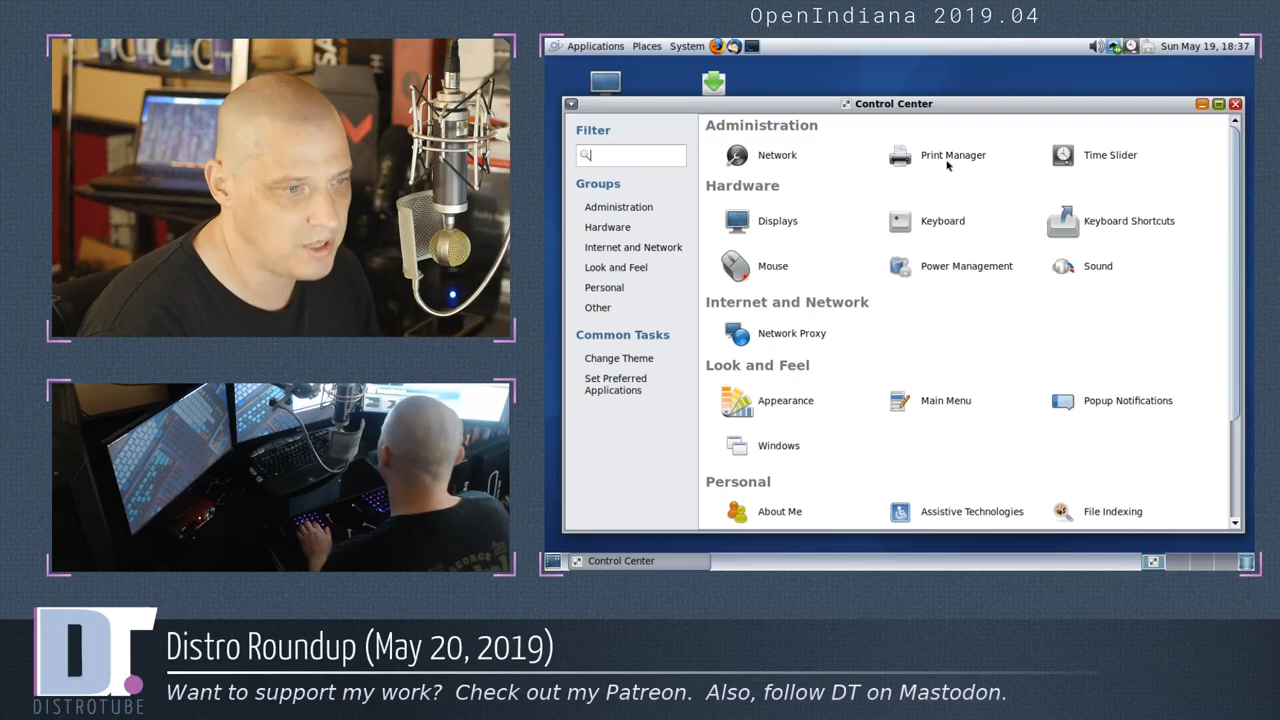 OpenIndiana 2019.04
Applications Places System
Sun May 19, 18:37
Control Center
Filter
Groups
Administration
Hardware
Internet and Network
Look and Feel
Personal
Other
Common Tasks
Change Theme
Set Preferred
Applications
Administration
Network
Print Manager
Time Slider
Hardware
Displays
Keyboard
Keyboard Shortcuts
Mouse
Power Management
Sound
Internet and Network
Network Proxy
Look and Feel
Appearance
Main Menu
Popup Notifications
Windows
Personal
About Me
Assistive Technologies
File Indexing
Control Center
DT
DISTROTUBE
Distro Roundup (May 20, 2019)
Want to support my work? Check out my Patreon. Also, follow DT on Mastodon.